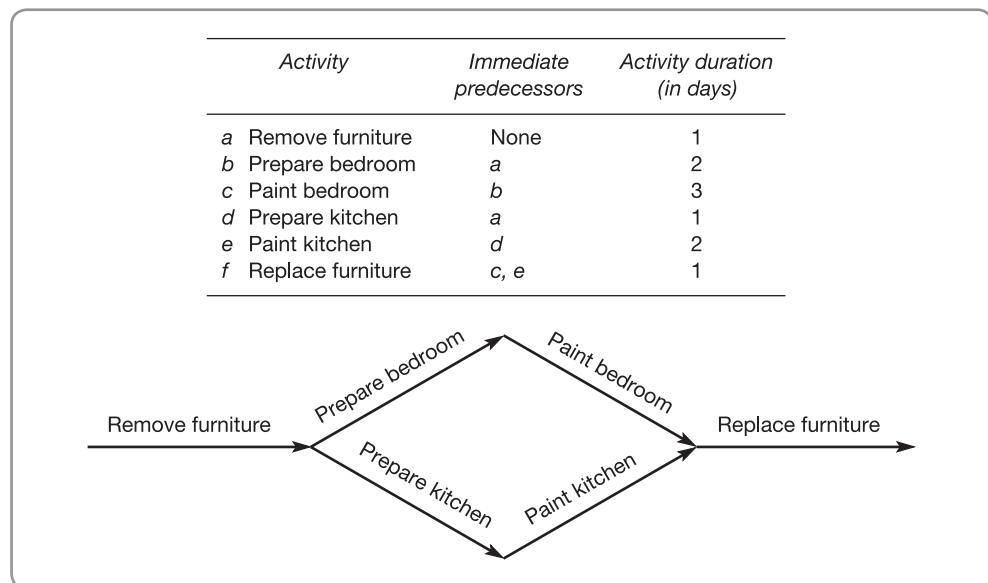 Activity Immediate predecessors Activity duration (in days)
a Remove furniture None 1
b Prepare bedroom a 2
c Paint bedroom b 3
d Prepare kitchen a 1
e Paint kitchen d 2
f Replace furniture c, e 1
Prepare bedroom
Paint bedroom
Remove furniture
Replace furniture
Prepare kitchen
Paint kitchen